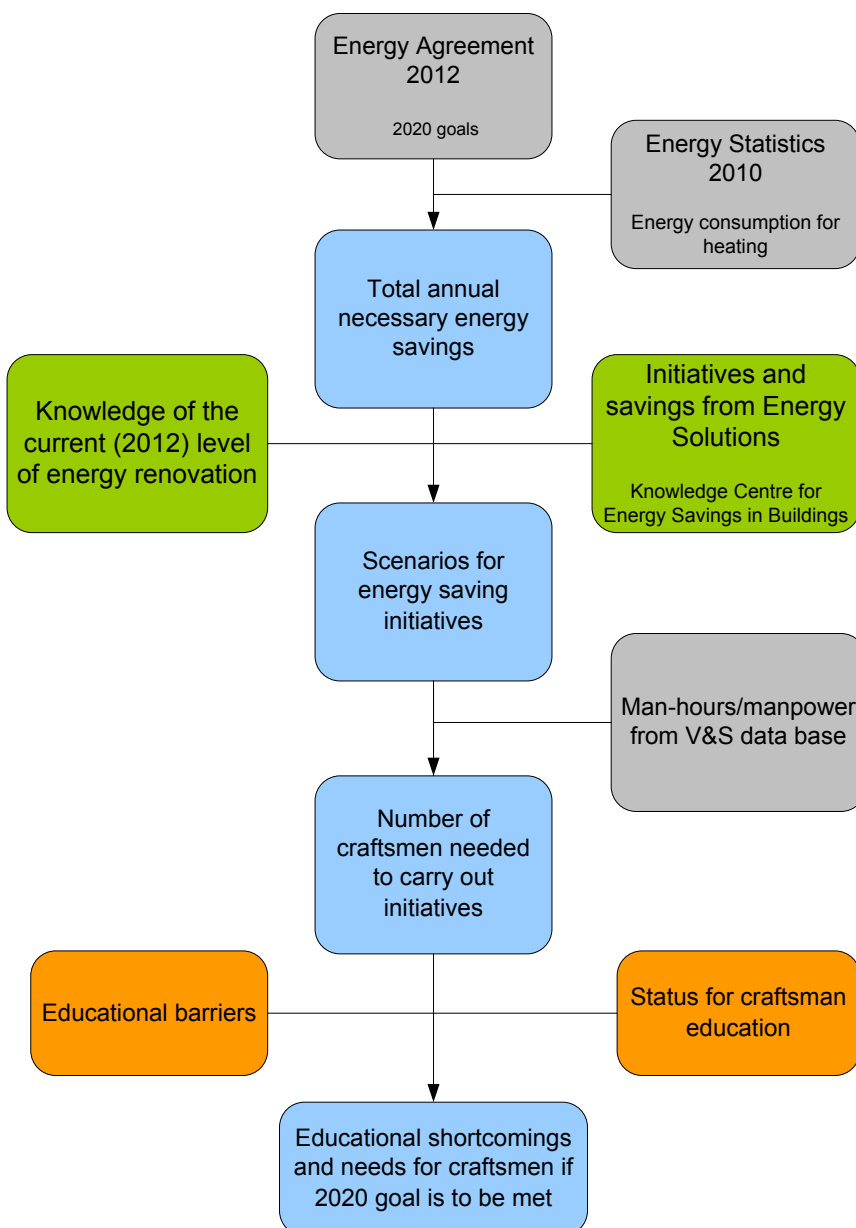 Energy Agreement
2012
2020 goals
Energy Statistics
2010
Energy consumption for
heating
Total annual
necessary energy
savings
Knowledge of the
current (2012) level
of energy renovation
Initiatives and
savings from Energy
Solutions
Knowledge Centre for
Energy Savings in Buildings
Scenarios for
energy saving
initiatives
Man-hours/manpower
from V&S data base
Number of
craftsmen needed
to carry out
initiatives
Educational barriers
Status for craftsman
education
Educational shortcomings
and needs for craftsmen if
2020 goal is to be met